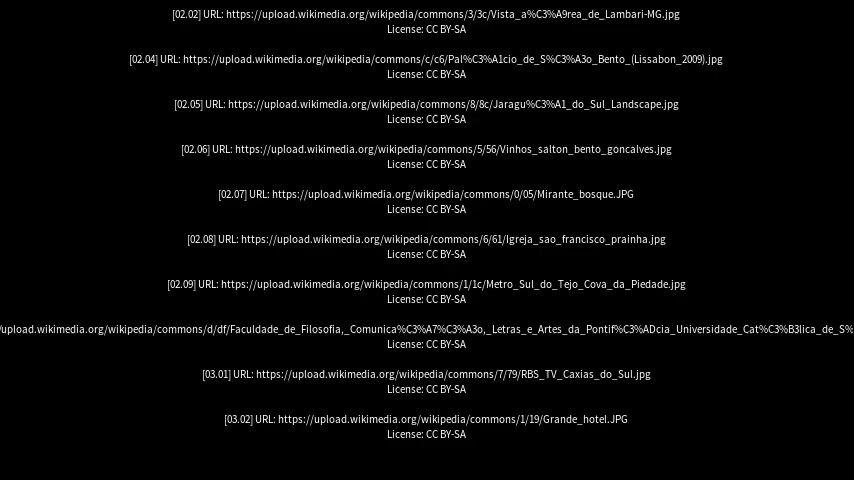 [02.02] URL: https://upload.wikimedia.org/wikipedia/commons/3/3c/Vista_a%C3%A9rea_de_Lambari-MG.jpg
License: CC BY-SA
[02.04] URL: https://upload.wikimedia.org/wikipedia/commons/c/c6/Pal%C3%A1cio_de_S%C3%A3o_Bento_(Lissabon_2009).jpg
License: CC BY-SA
[02.05] URL: https://upload.wikimedia.org/wikipedia/commons/8/8c/Jaragu%C3%A1_do_Sul_Landscape.jpg
License: CC BY-SA
[02.06] URL: https://upload.wikimedia.org/wikipedia/commons/5/56/Vinhos_salton_bento_goncalves.jpg
License: CC BY-SA
[02.07] URL: https://upload.wikimedia.org/wikipedia/commons/0/05/Mirante_bosque.JPG
License: CC BY-SA
[02.08] URL: https://upload.wikimedia.org/wikipedia/commons/6/61/Igreja_sao_francisco_prainha.jpg
License: CC BY-SA
[02.09] URL: https://upload.wikimedia.org/wikipedia/commons/1/1c/Metro_Sul_do_Tejo_Cova_da_Piedade.jpg
License: CC BY-SA
/upload.wikimedia.org/wikipedia/commons/d/df/Faculdade_de_Filosofia,_Comunica%C3%A7%C3%A3o,_Letras_e_Artes_da_Pontif%C3%ADcia_Universidade_Cat%C3%B3lica_de_S%
License: CC BY-SA
[03.01] URL: https://upload.wikimedia.org/wikipedia/commons/7/79/RBS_TV_Caxias_do_Sul.jpg
License: CC BY-SA
[03.02] URL: https://upload.wikimedia.org/wikipedia/commons/1/19/Grande_hotel.JPG
License: CC BY-SA